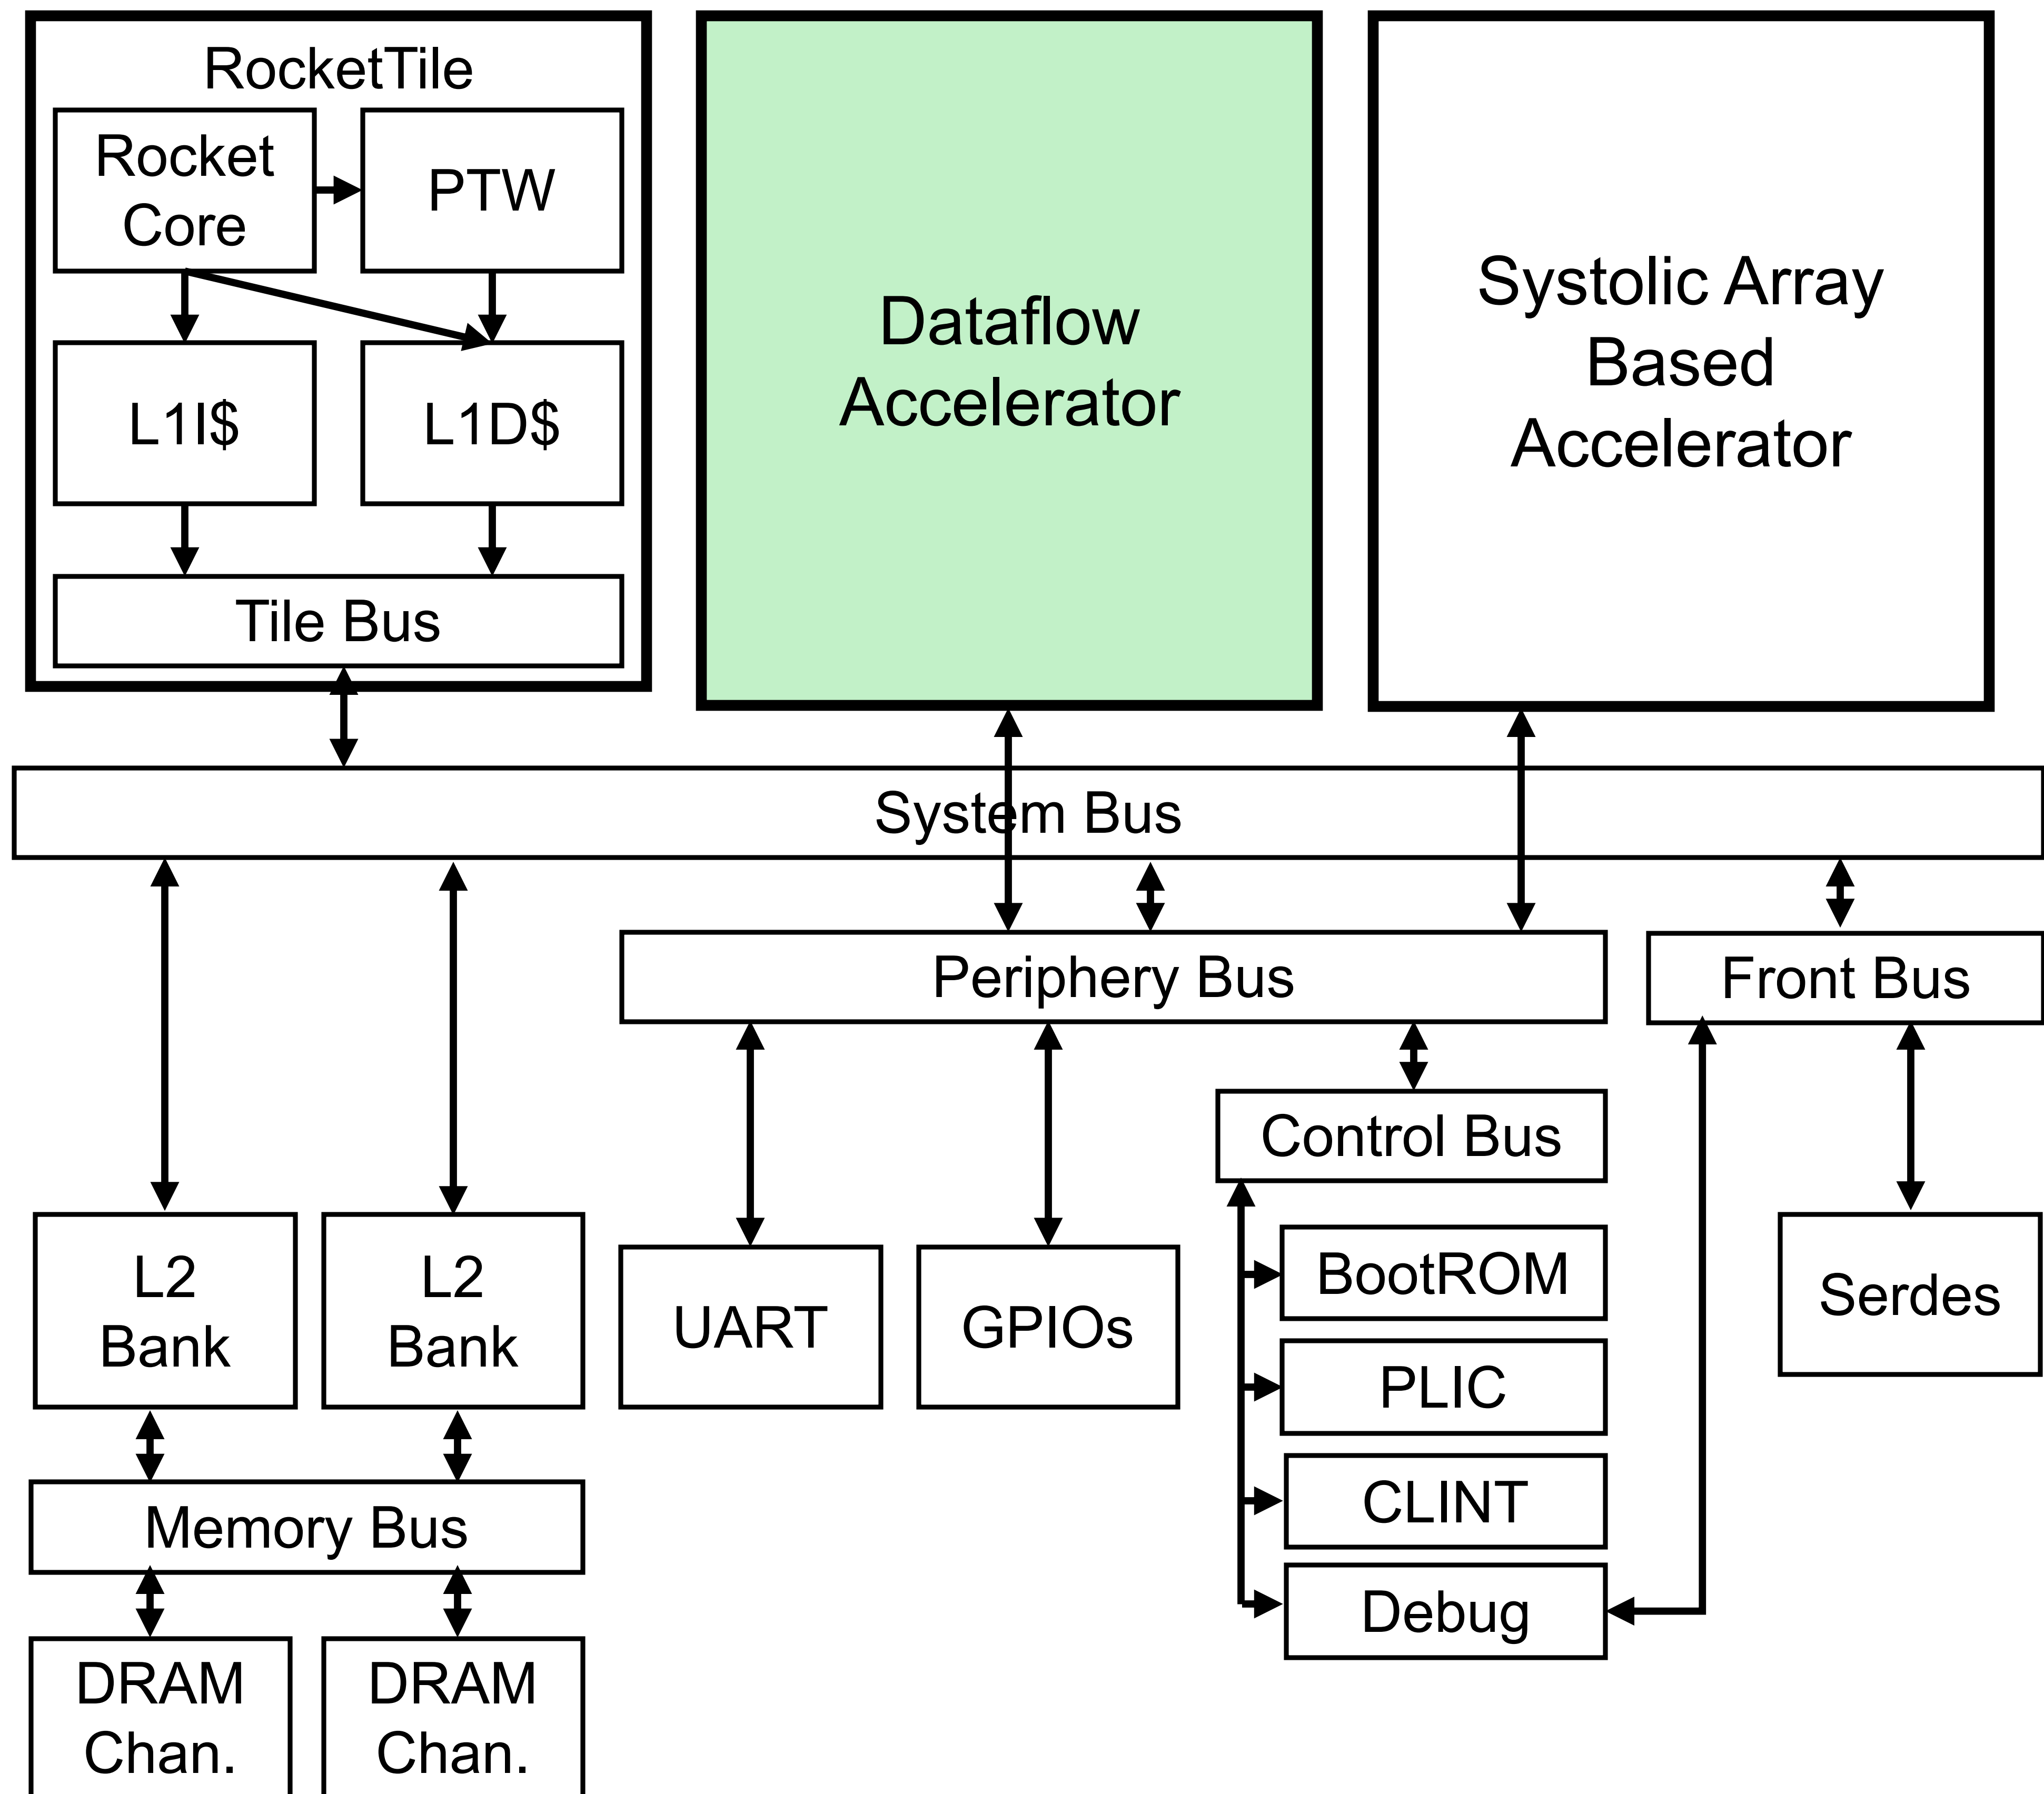 RocketTile
Rocket
Core
PTW
L1I$
L1D$
Tile Bus
Dataflow
Accelerator
Systolic Array
Based
Accelerator
System Bus
Periphery Bus
Front Bus
Control Bus
L2
Bank
L2
Bank
UART
GPIOs
BootROM
PLIC
CLINT
Debug
Serdes
Memory Bus
DRAM
Chan.
DRAM
Chan.